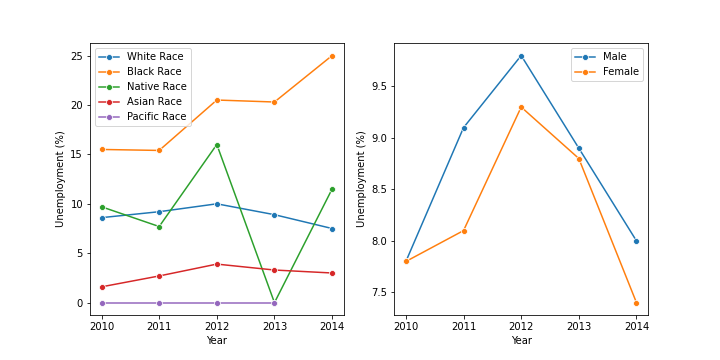 White Race
Black Race
Native Race
Asian Race
Pacific Race
25
20
15
10
5
0
Unemployment (%)
2010 2011 2012 2013 2014
Year
Male
Female
9.5
9.0
8.5
8.0
7.5
Unemployment (%)
2010 2011 2012 2013 2014
Year